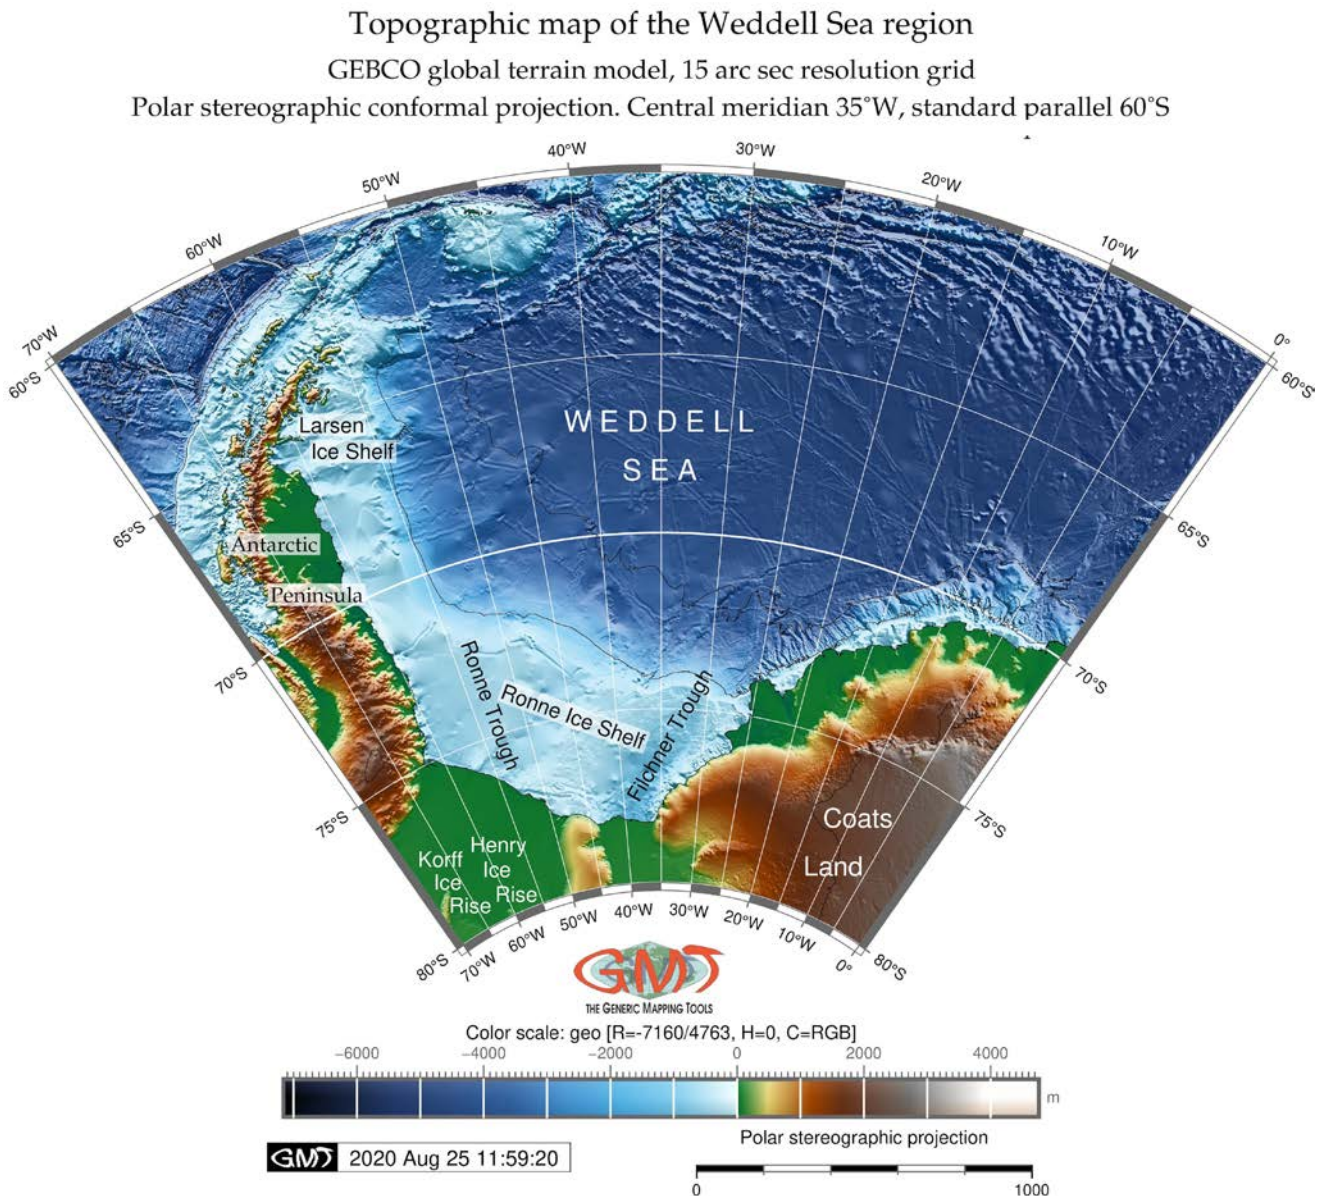 Topographic map of the Weddell Sea region
GEBCO global terrain model, 15 arc sec resolution grid
Polar stereographic conformal projection. Central meridian 35°W, standard parallel 60°S
40°W
30°W
50°W
20°W
60°W
10°W
70°W
0°
60°S
60°S
WEDDELL
SEA
Larsen
Ice Shelf
65°S
65°S
Antarctic
Peninsula
70°S
70°S
Ronne Trough
Ronne Ice Shelf
Filchner Trough
75°S
75°S
Coats
Land
Korff
Ice
Rise
Henry
Ice
Rise
80°S
70°W
60°W
50°W
40°W
30°W
20°W
10°W
0°
80°S
GMT
THE GENERIC MAPPING TOOLS
Color scale: geo [R=-7160/4763, H=0, C=RGB]
−6000 −4000 −2000 0 2000 4000
m
Polar stereographic projection
GMT 2020 Aug 25 11:59:20
0 1000